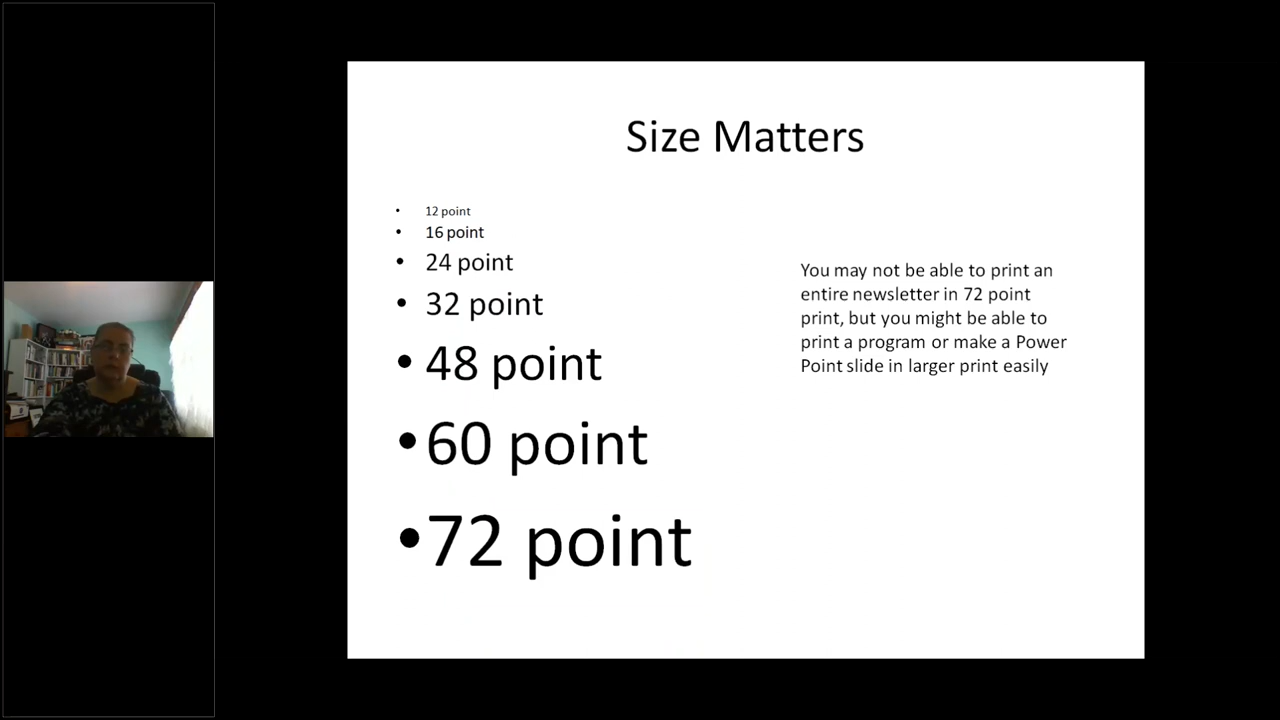 Size Matters
• 12 point
• 16 point
• 24 point
• 32 point
• 48 point
• 60 point
• 72 point
You may not be able to print an
entire newsletter in 72 point
print, but you might be able to
print a program or make a Power
Point slide in larger print easily